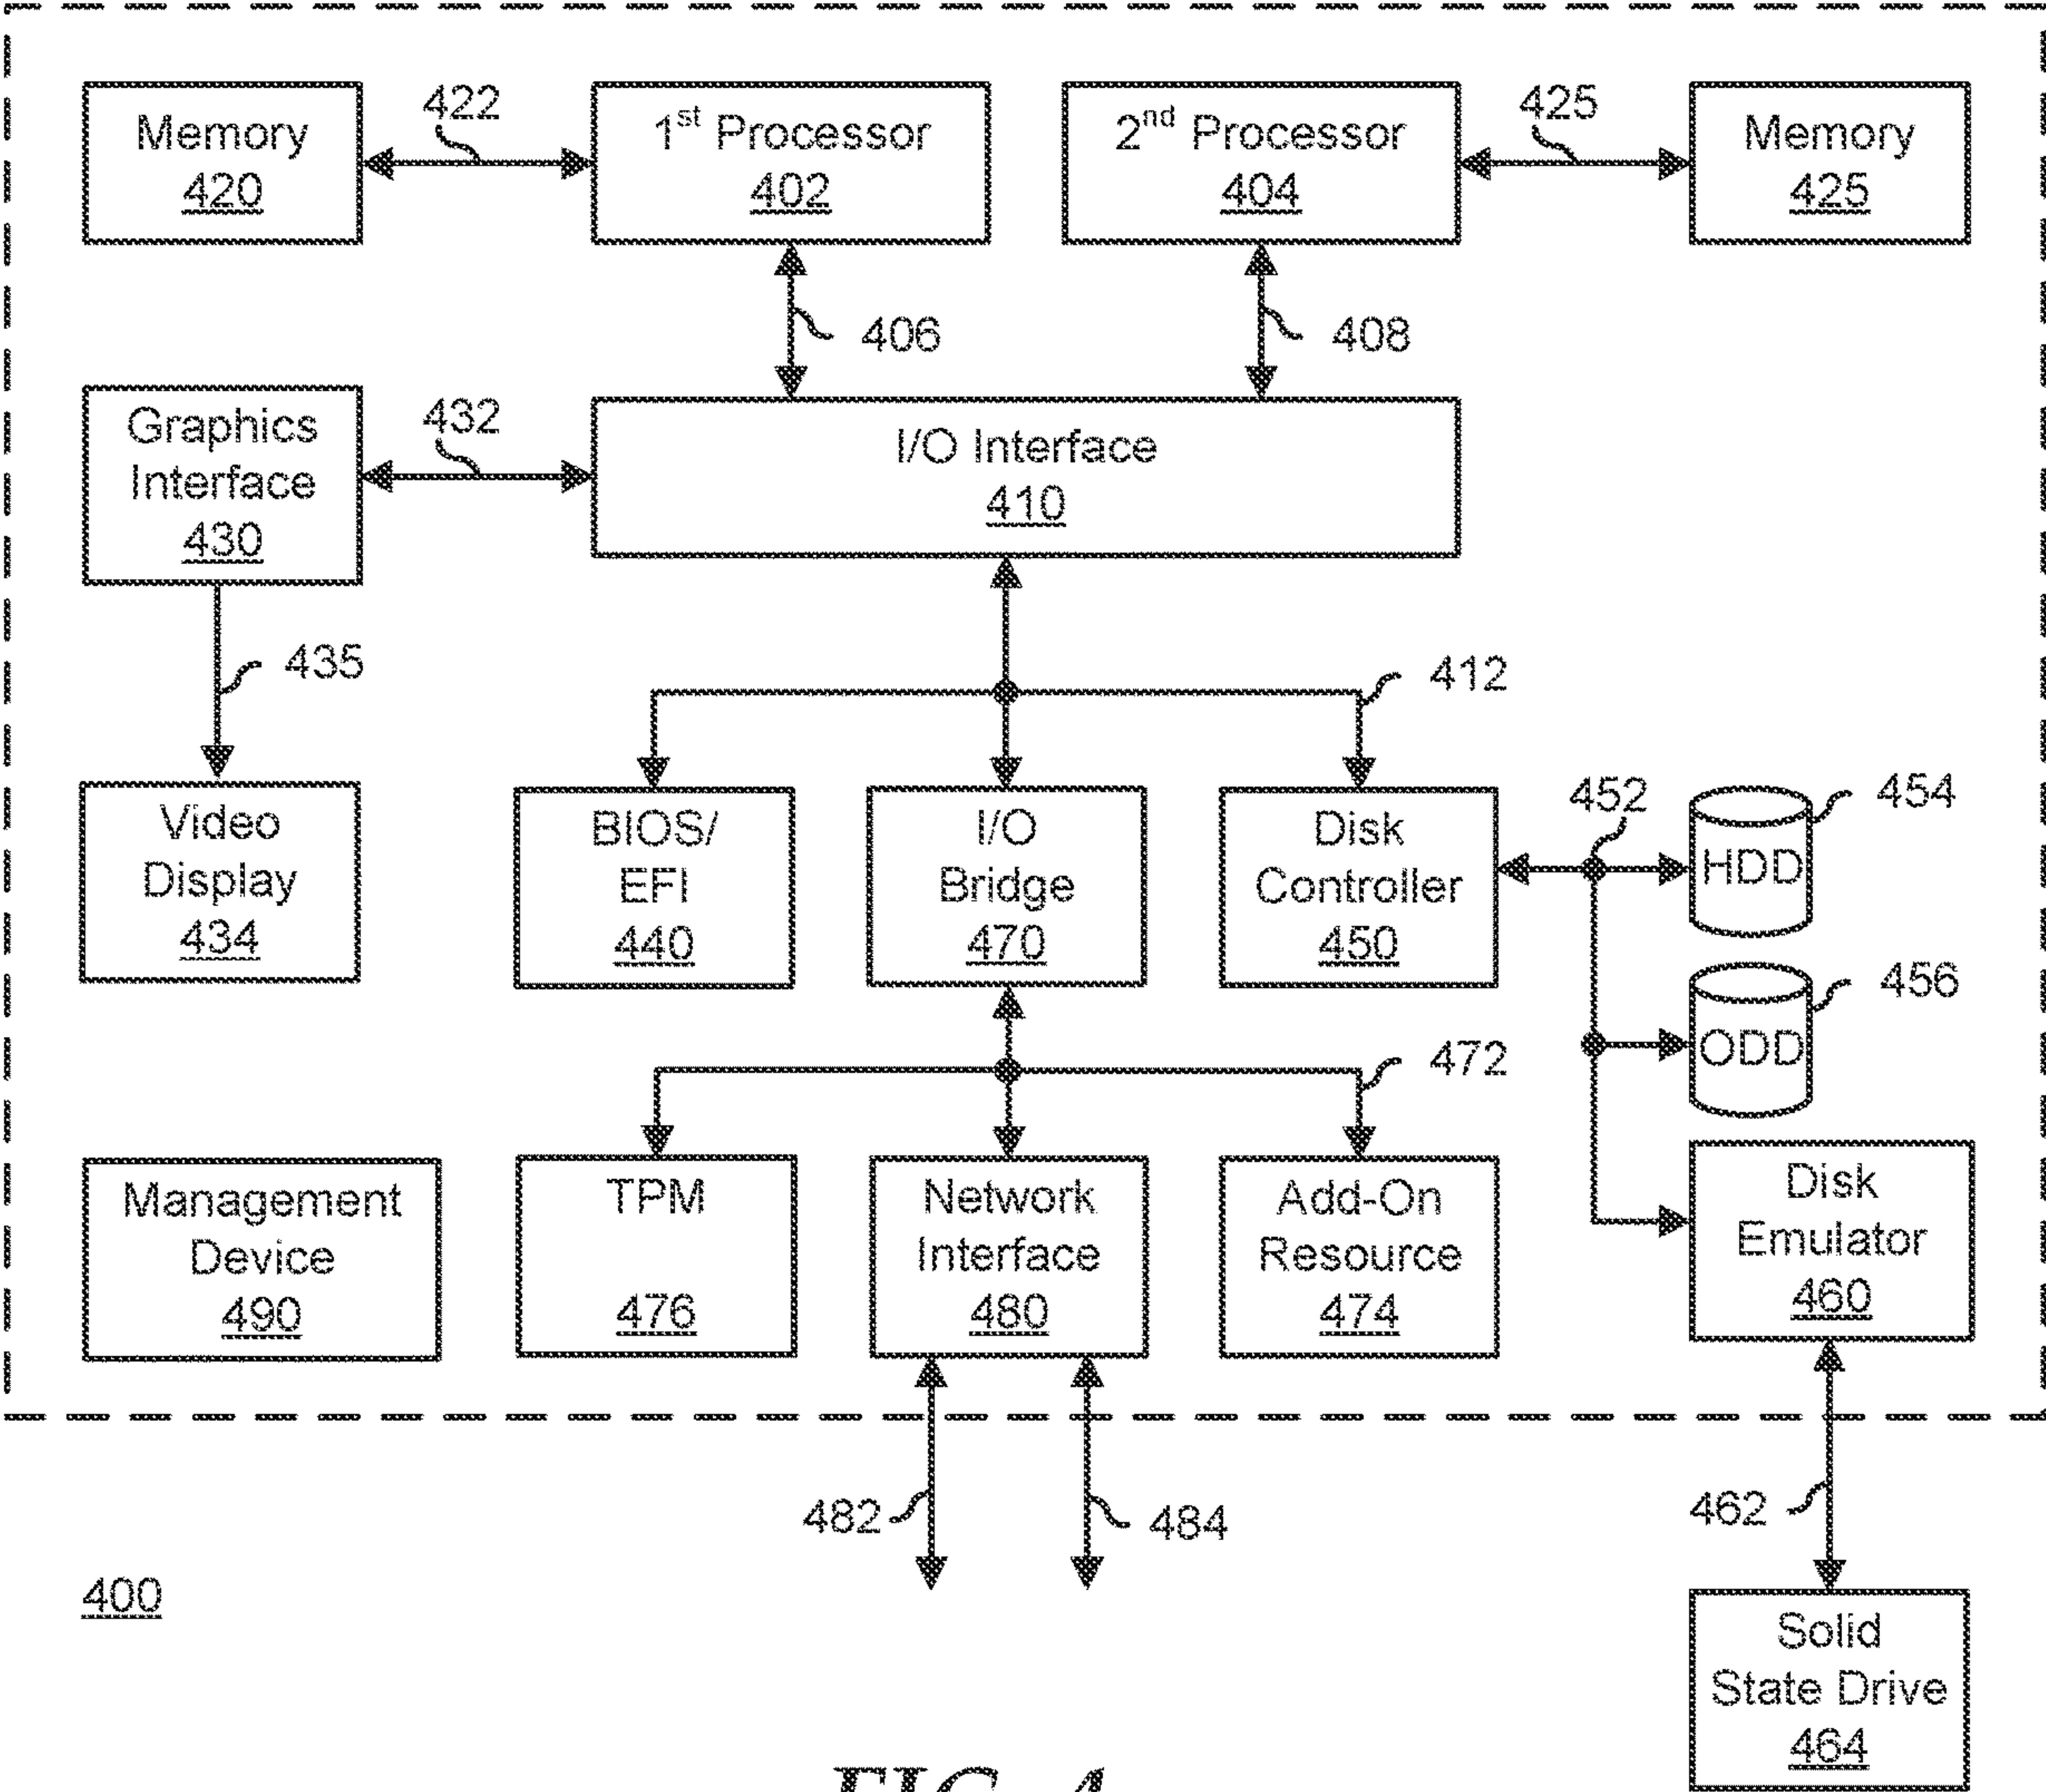 Memory
420
422
1st Processor
402
2nd Processor
404
425
Memory
425
406
408
Graphics
Interface
430
432
I/O Interface
410
435
412
Video
Display
434
BIOS/
EFI
440
I/O
Bridge
470
Disk
Controller
450
452
454
HDD
456
ODD
472
Management
Device
490
TPM
476
Network
Interface
480
Add-On
Resource
474
Disk
Emulator
460
482
484
462
400
Solid
State Drive
464
FIG. 4